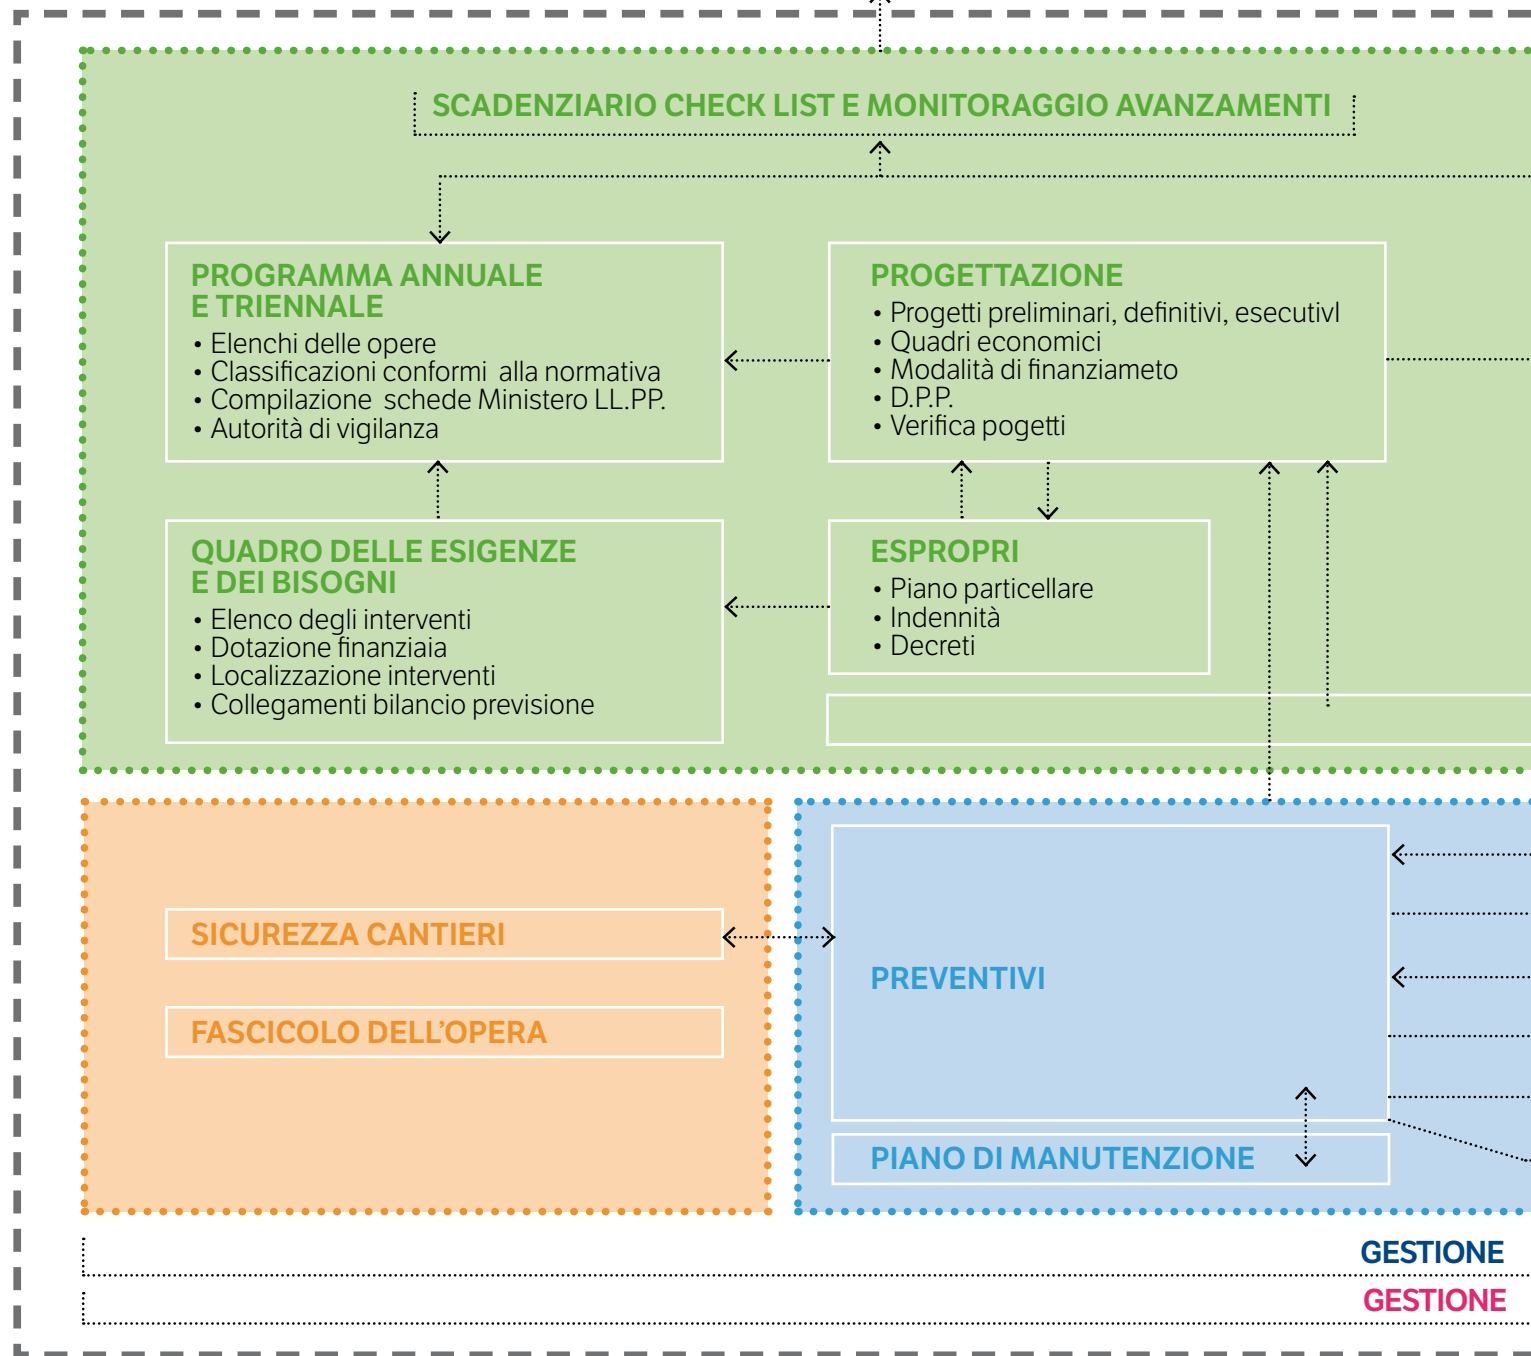 SCADENZIARIO CHECK LIST E MONITORAGGIO AVANZAMENTI
PROGRAMMA ANNUALE
E TRIENNALE
• Elenchi delle opere
• Classificazioni conformi alla normativa
• Compilazione schede Ministero LL.PP.
• Autorità di vigilanza
PROGETTAZIONE
• Progetti preliminari, definitivi, esecutivl
• Quadri economici
• Modalità di finanziameto
• D.P.P.
• Verifica pogetti
QUADRO DELLE ESIGENZE
E DEI BISOGNI
• Elenco degli interventi
• Dotazione finanziaia
• Localizzazione interventi
• Collegamenti bilancio previsione
ESPROPRI
• Piano particellare
• Indennità
• Decreti
SICUREZZA CANTIERI
FASCICOLO DELL'OPERA
PREVENTIVI
PIANO DI MANUTENZIONE
GESTIONE
GESTIONE